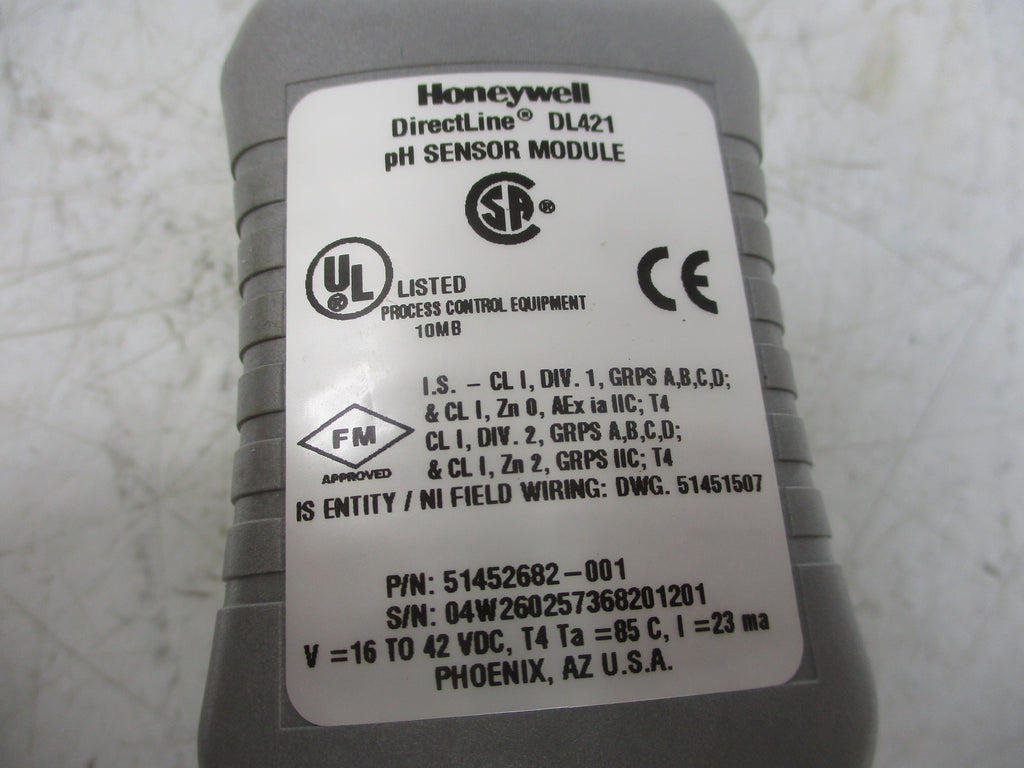 Honeywell
DirectLine® DL421
pH SENSOR MODULE
SA®
UL® LISTED
PROCESS CONTROL EQUIPMENT
10MB
CE
I.S. - CL I, DIV. 1, GRPS A,B,C,D;
& CL I, Zn 0, AEx ia IIC; T4
FM
CL I, DIV. 2, GRPS A,B,C,D;
APPROVED & CL I, Zn 2, GRPS IIC; T4
IS ENTITY / NI FIELD WIRING: DWG. 51451507
P/N: 51452682-001
S/N: 04W260257368201201
V =16 TO 42 VDC, T4 Ta =85 C, I =23 ma
PHOENIX, AZ U.S.A.